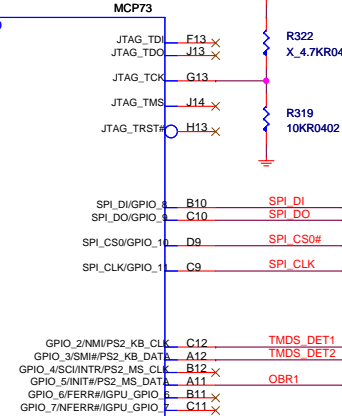 MCP73
JTAG_TDI F13
JTAG_TDO J13
JTAG_TCK G13
JTAG_TMS J14
JTAG_TRST# H13
R322
X_4.7KR04
R319
10KR0402
SPI_DI/GPIO_8 B10 SPI_DI
SPI_DO/GPIO_9 C10 SPI_DO
SPI_CS0/GPIO_10 D9 SPI_CS0#
SPI_CLK/GPIO_11 C9 SPI_CLK
GPIO_2/NMI/PS2_KB_CLK C12 TMDS_DET1
GPIO_3/SMI#/PS2_KB_DATA A12 TMDS_DET2
GPIO_4/SCI/INTR/PS2_MS_CLK B12
GPIO_5/INIT#/PS2_MS_DATA A11 OBR1
GPIO_6/FERR#/IGPU_GPIO_6 B11
GPIO_7/NFERR#/IGPU_GPIO_7 C11